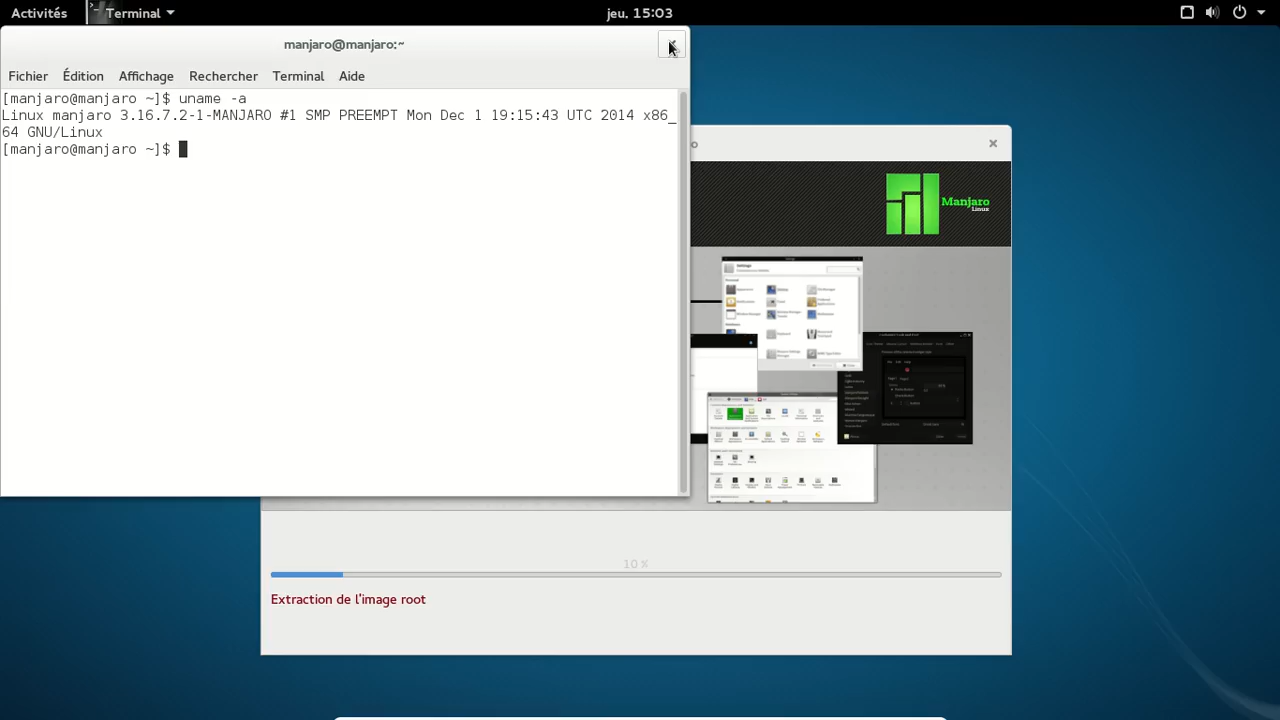 Activités
Terminal
jeu. 15:03
manjaro@manjaro:~
Fichier Édition Affichage Rechercher Terminal Aide
[manjaro@manjaro ~]$ uname -a
Linux manjaro 3.16.7.2-1-MANJARO #1 SMP PREEMPT Mon Dec 1 19:15:43 UTC 2014 x86_
64 GNU/Linux
[manjaro@manjaro ~]$
Manjaro
Linux
Settings
10 %
Extraction de l'image root